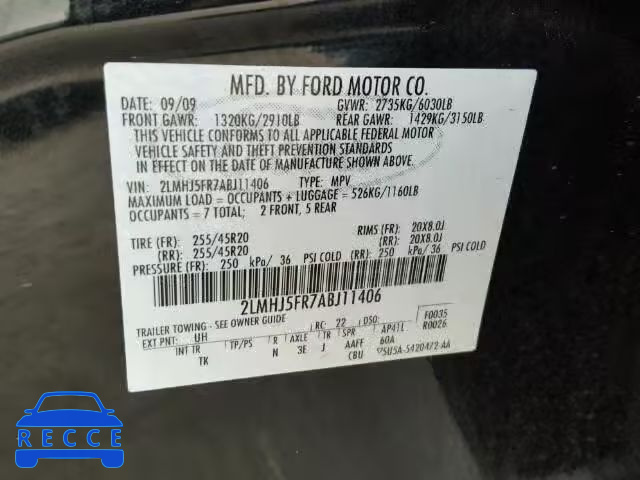 MFD. BY FORD MOTOR CO.
DATE: 09/09 GVWR: 2735KG/6030LB
FRONT GAWR: 1320KG/2910LB REAR GAWR: 1429KG/3150LB
THIS VEHICLE CONFORMS TO ALL APPLICABLE FEDERAL MOTOR
VEHICLE SAFETY AND THEFT PREVENTION STANDARDS
IN EFFECT ON THE DATE OF MANUFACTURE SHOWN ABOVE.
VIN: 2LMHJ5FR7ABJ11406 TYPE: MPV
MAXIMUM LOAD = OCCUPANTS + LUGGAGE = 526KG/1160LB
OCCUPANTS = 7 TOTAL; 2 FRONT, 5 REAR
TIRE (FR): 255/45R20 RIMS (FR): 20X8.0J
(RR): 255/45R20 (RR): 20X8.0J
PRESSURE (FR): 250 kPa/ 36 PSI COLD (RR): 250 kPa/ 36 PSI COLD
2LMHJ5FR7ABJ11406
TRAILER TOWING - SEE OWNER GUIDE RC: 22 DSO: F0035
EXT PNT: UH AP41L R0026
INT TR TP/PS R AXLE TR SPR 60A
TK N 3E J AAFF
CBU 5U5A-5420472-AA
RECCE